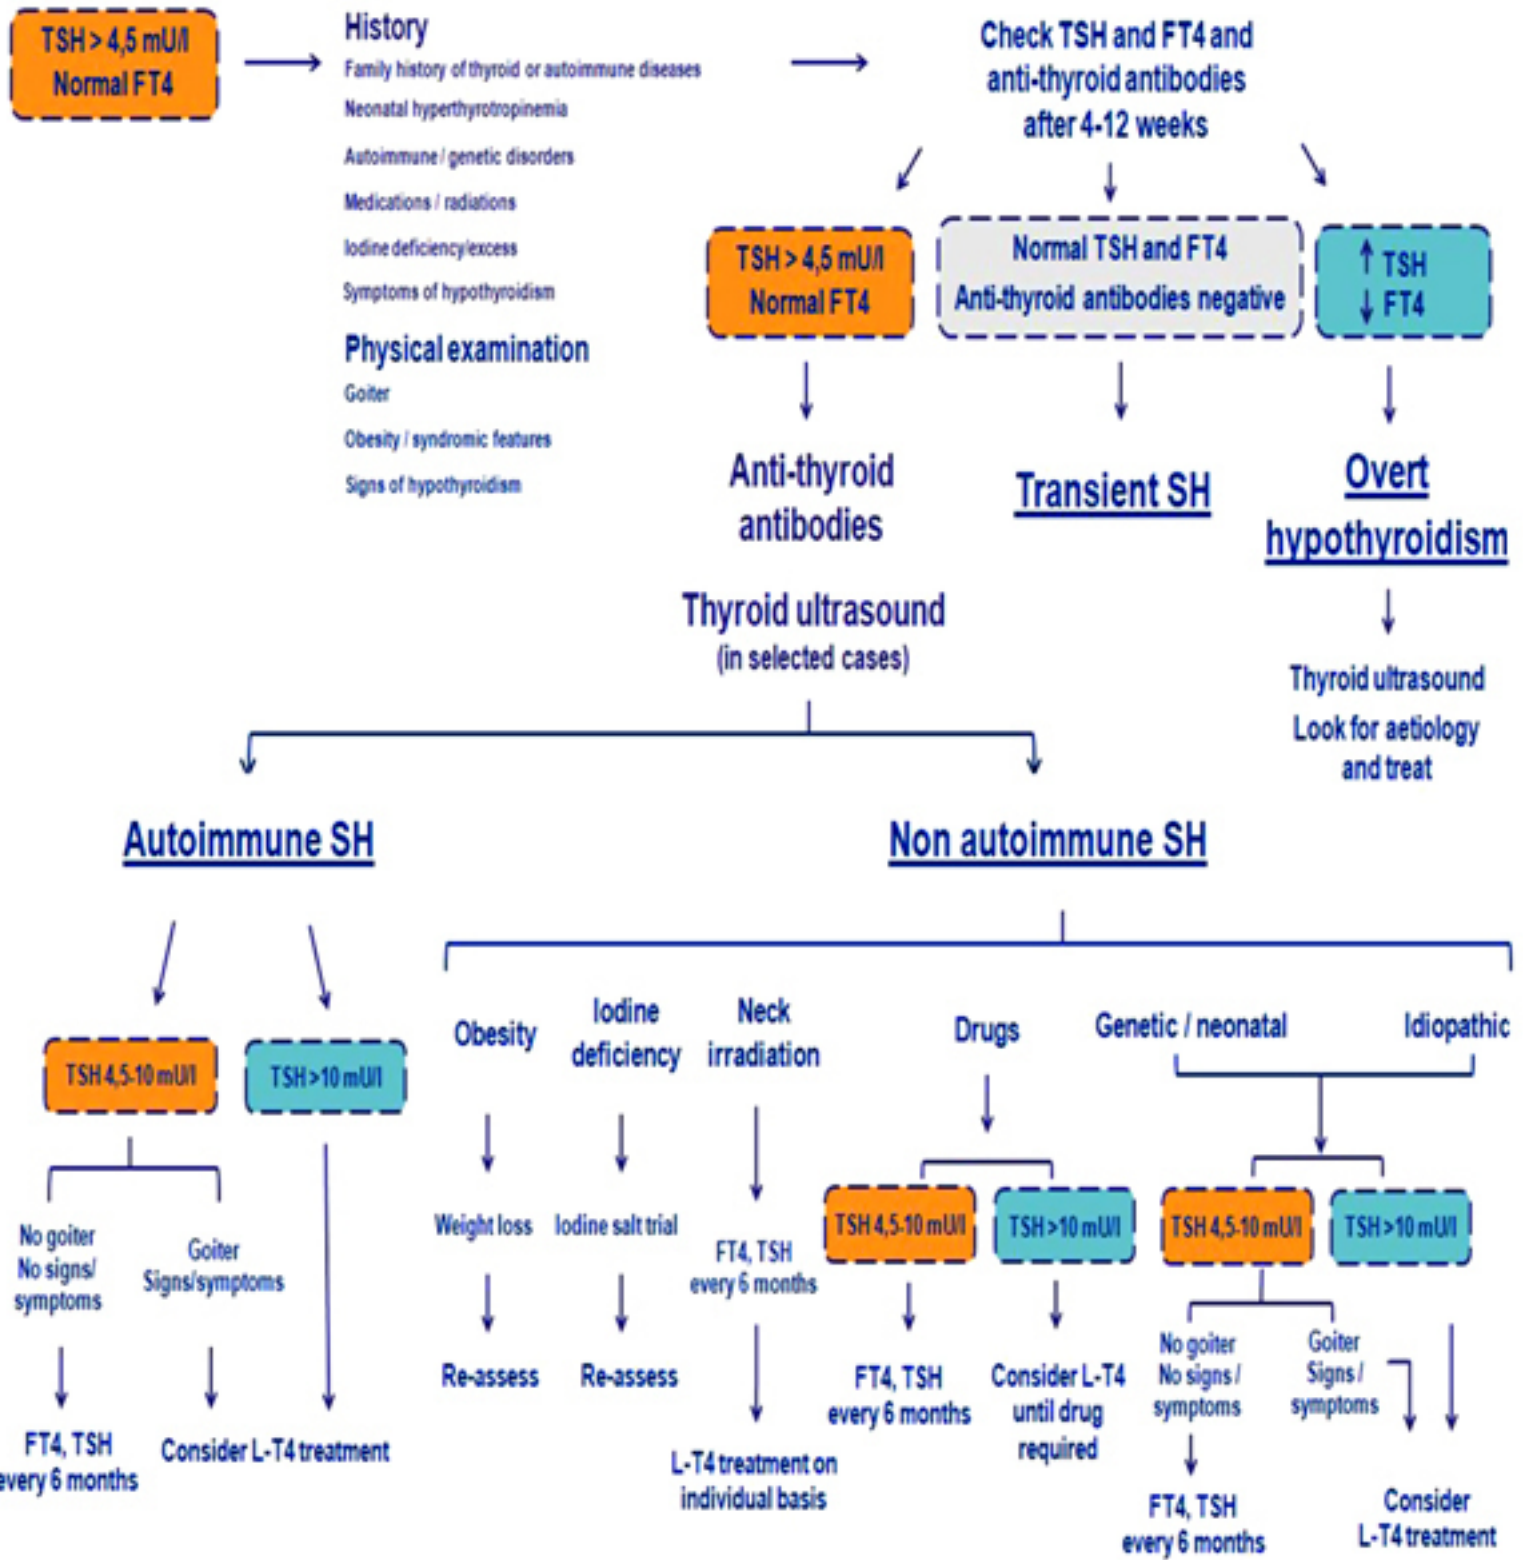 TSH > 4,5 mU/l
Normal FT4
History
Family history of thyroid or autoimmune diseases
Neonatal hyperthyrotropinemia
Autoimmune / genetic disorders
Medications / radiations
Iodine deficiency/excess
Symptoms of hypothyroidism
Physical examination
Goiter
Obesity / syndromic features
Signs of hypothyroidism
Check TSH and FT4 and
anti-thyroid antibodies
after 4-12 weeks
TSH > 4,5 mU/l
Normal FT4
Normal TSH and FT4
Anti-thyroid antibodies negative
↑ TSH
↓ FT4
Anti-thyroid
antibodies
Thyroid ultrasound
(in selected cases)
Transient SH
Overt
hypothyroidism
Thyroid ultrasound
Look for aetiology
and treat
Autoimmune SH
Non autoimmune SH
TSH 4,5-10 mU/l
TSH >10 mU/l
No goiter
No signs/
symptoms
Goiter
Signs/symptoms
FT4, TSH
every 6 months
Consider L-T4 treatment
Obesity
Weight loss
Re-assess
Iodine
deficiency
Iodine salt trial
Re-assess
Neck
irradiation
FT4, TSH
every 6 months
L-T4 treatment on
individual basis
Drugs
TSH 4,5-10 mU/l
TSH >10 mU/l
FT4, TSH
every 6 months
Consider L-T4
until drug
required
Genetic / neonatal
Idiopathic
TSH 4,5-10 mU/l
TSH >10 mU/l
No goiter
No signs /
symptoms
Goiter
Signs /
symptoms
FT4, TSH
every 6 months
Consider
L-T4 treatment